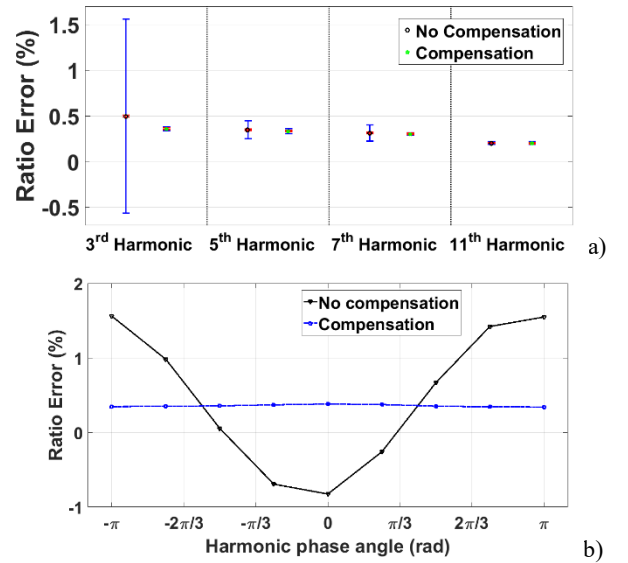 1.5
1
0.5
0
-0.5
Ratio Error (%)
No Compensation
Compensation
3rd Harmonic 5th Harmonic 7th Harmonic 11th Harmonic
a)
2
1
0
-1
Ratio Error (%)
No compensation
Compensation
-π -2π/3 -π/3 0 π/3 2π/3 π
Harmonic phase angle (rad)
b)